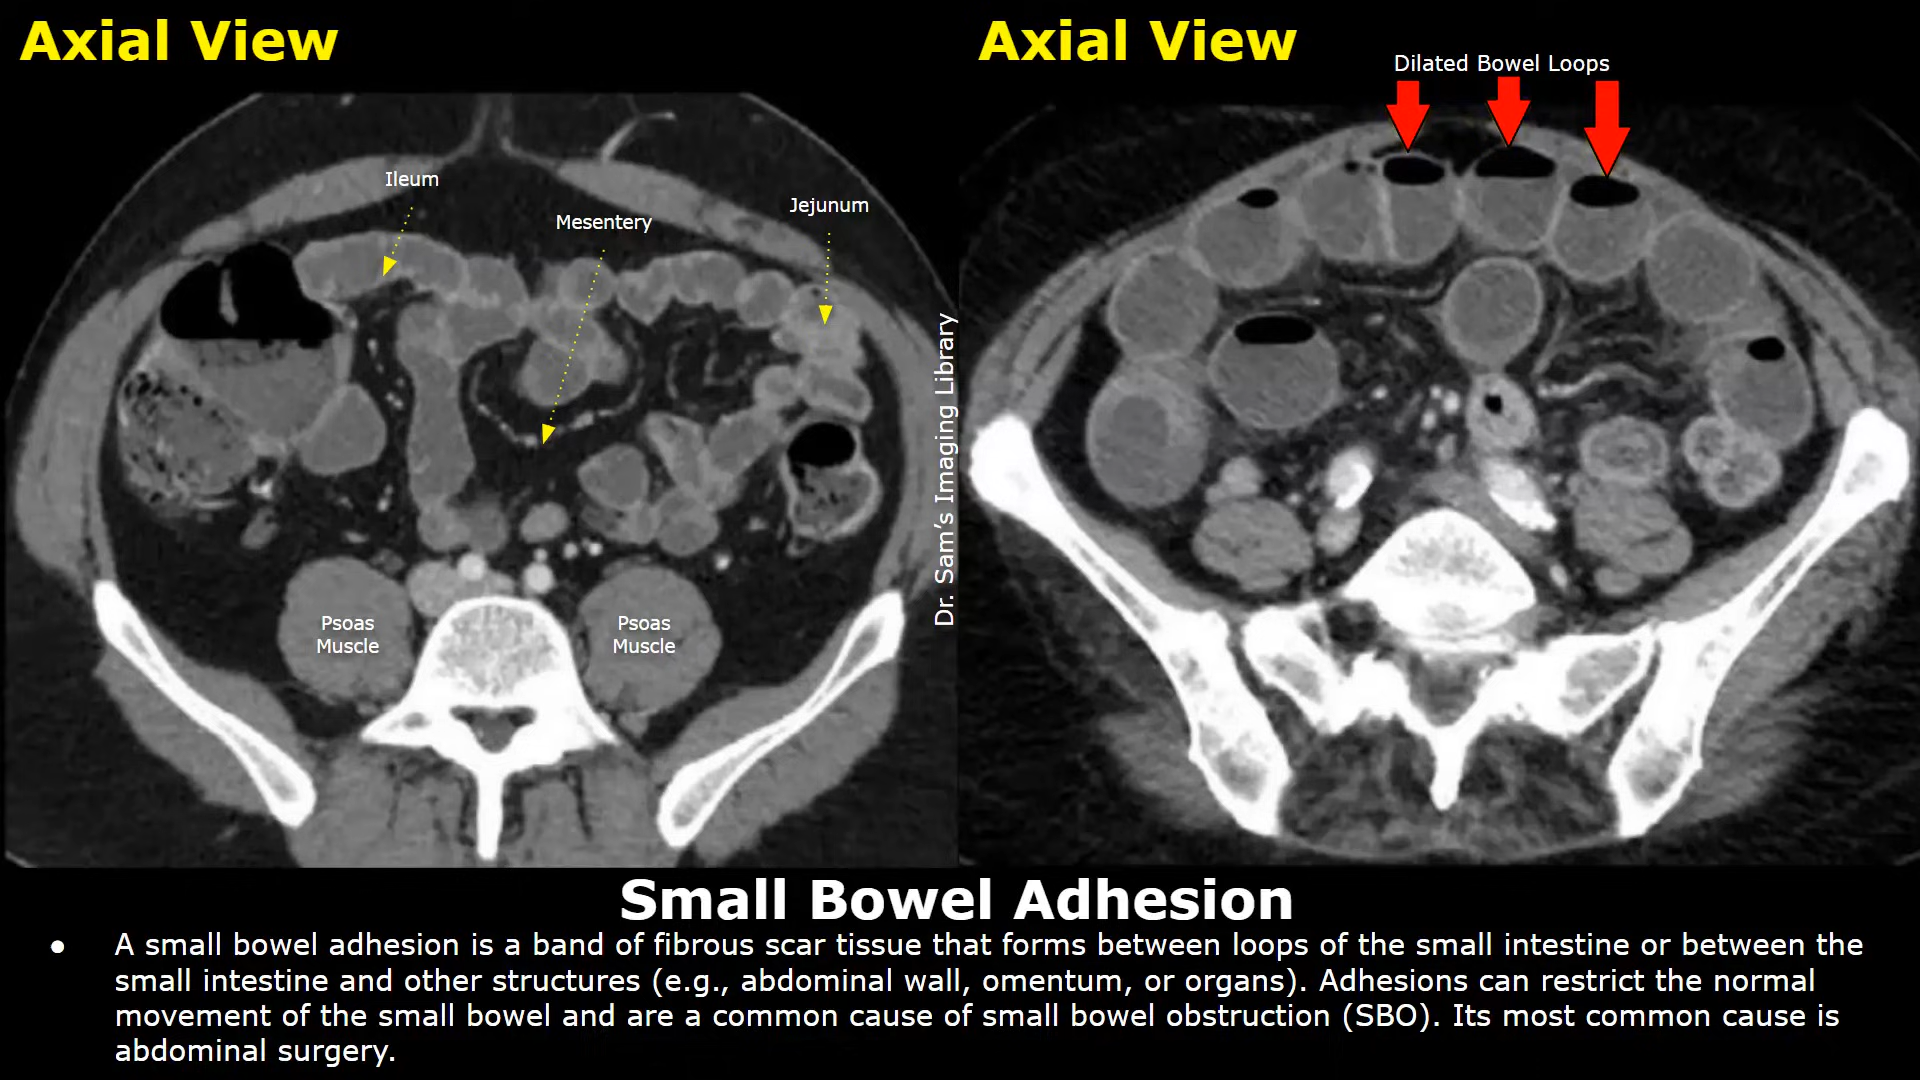 Axial View
Axial View
Dilated Bowel Loops
Ileum
Mesentery
Jejunum
Psoas
Muscle
Psoas
Muscle
Dr. Sam's Imaging Library
Small Bowel Adhesion
● A small bowel adhesion is a band of fibrous scar tissue that forms between loops of the small intestine or between the
small intestine and other structures (e.g., abdominal wall, omentum, or organs). Adhesions can restrict the normal
movement of the small bowel and are a common cause of small bowel obstruction (SBO). Its most common cause is
abdominal surgery.